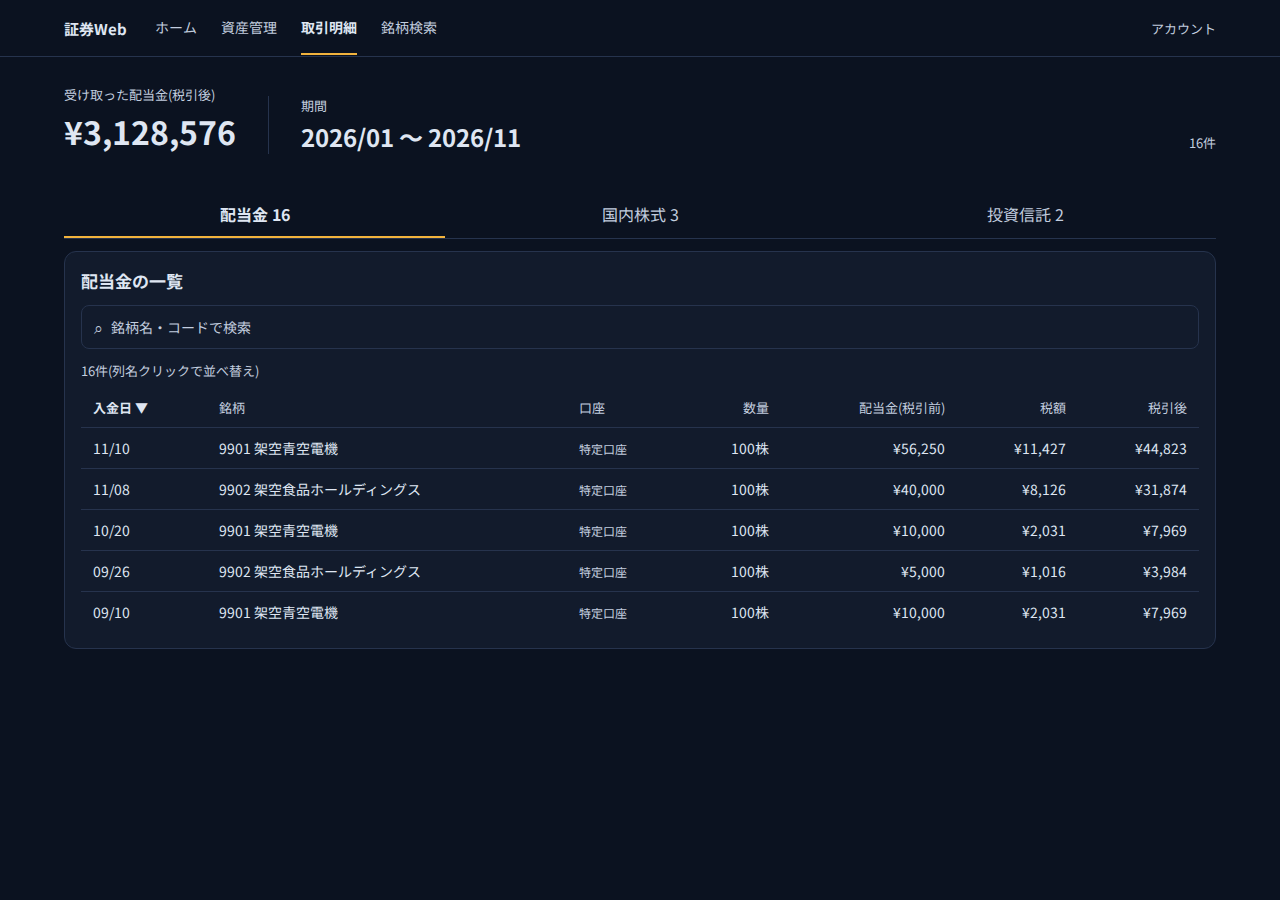 証券Web ホーム 資産管理 取引明細 銘柄検索 アカウント
受け取った配当金(税引後)
¥3,128,576
期間
2026/01 〜 2026/11
16件
配当金 16 国内株式 3 投資信託 2
配当金の一覧
⌕ 銘柄名・コードで検索
16件(列名クリックで並べ替え)
入金日▼ 銘柄 口座 数量 配当金(税引前) 税額 税引後
11/10 9901 架空青空電機 特定口座 100株 ¥56,250 ¥11,427 ¥44,823
11/08 9902 架空食品ホールディングス 特定口座 100株 ¥40,000 ¥8,126 ¥31,874
10/20 9901 架空青空電機 特定口座 100株 ¥10,000 ¥2,031 ¥7,969
09/26 9902 架空食品ホールディングス 特定口座 100株 ¥5,000 ¥1,016 ¥3,984
09/10 9901 架空青空電機 特定口座 100株 ¥10,000 ¥2,031 ¥7,969